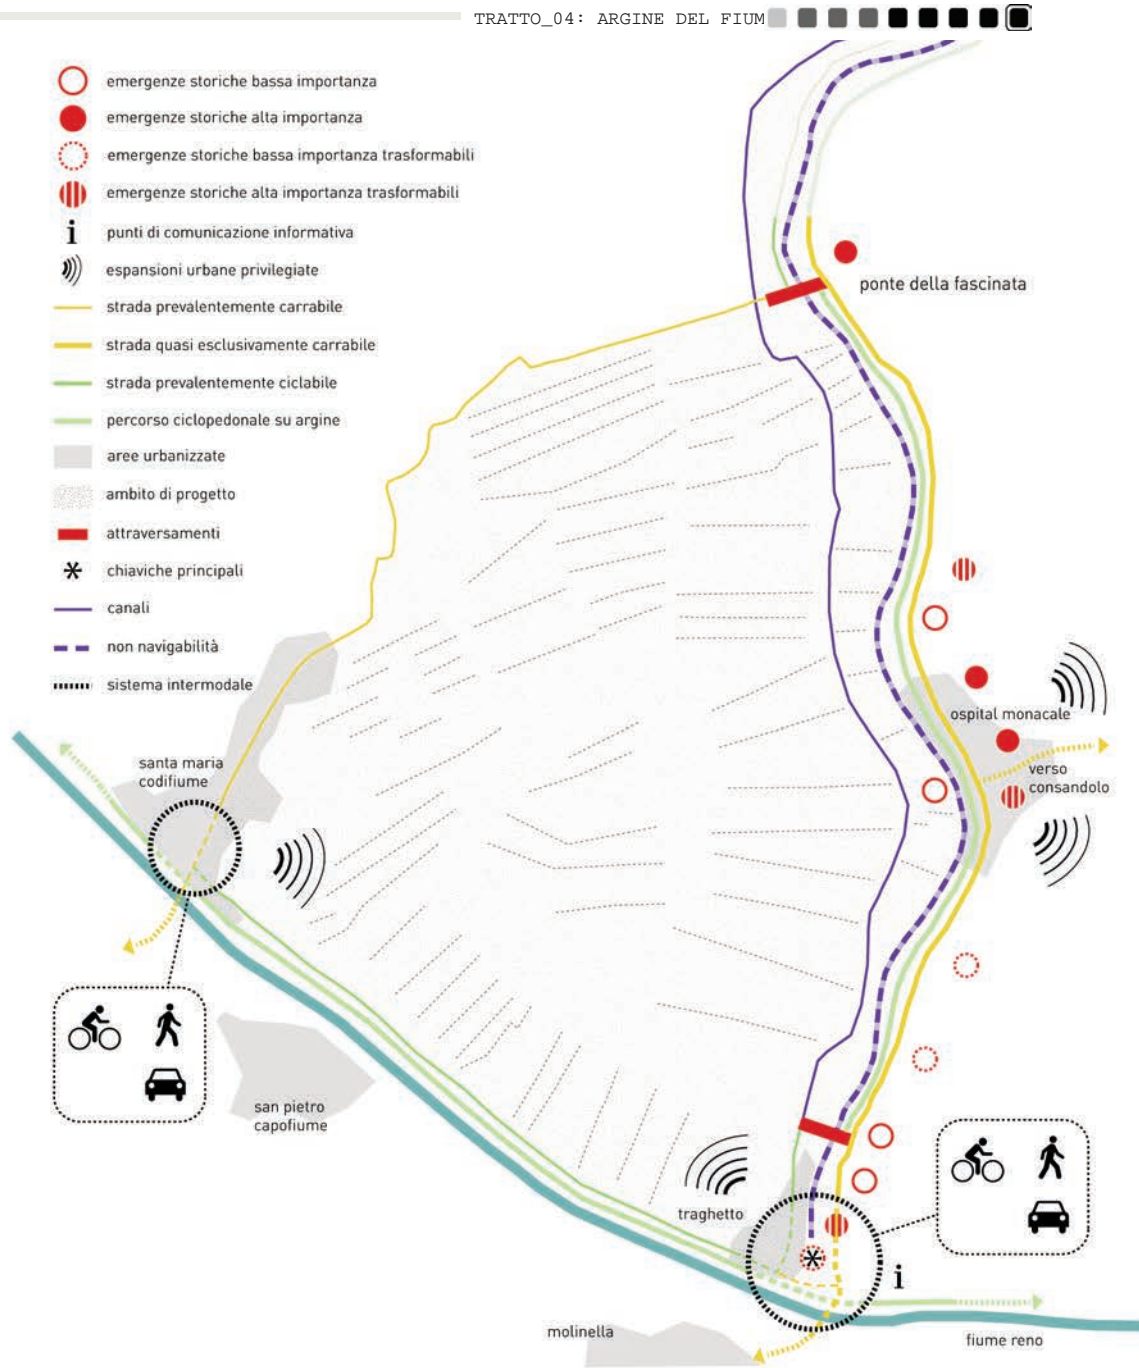 TRATTO_04: ARGINE DEL FIUM
emergenze storiche bassa importanza
emergenze storiche alta importanza
emergenze storiche bassa importanza trasformabili
emergenze storiche alta importanza trasformabili
i
punti di comunicazione informativa
espansioni urbane privilegiate
strada prevalentemente carrabile
strada quasi esclusivamente carrabile
strada prevalentemente ciclabile
percorso ciclopedonale su argine
aree urbanizzate
ambito di progetto
attraversamenti
chiaviche principali
canali
non navigabilità
sistema intermodale
ponte della fascinata
ospital monacale
verso
consandolo
santa maria
codifiume
san pietro
capofiume
traghetto
i
molinella
fiume reno